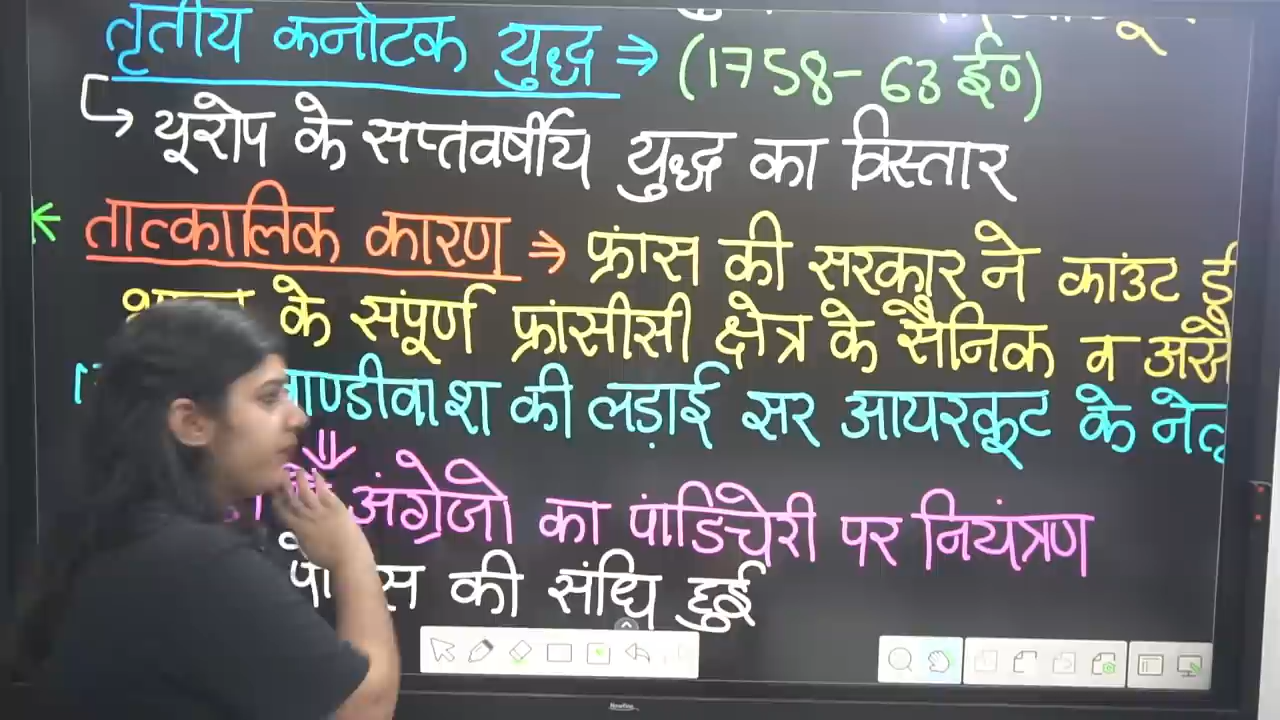 तृतीय कर्नाटक युद्ध ⇒ (1758-63 ई०)
↳ यूरोप के सप्तवर्षीय युद्ध का विस्तार
तात्कालिक कारण ⇒ फ्रांस की सरकार ने काउंट
के संपूर्ण फ्रांसीसी क्षेत्र के सैनिक व
की लड़ाई सर आयरकूट के
अंग्रेजो का पांडिचेरी पर नियंत्रण
की संधि हुई